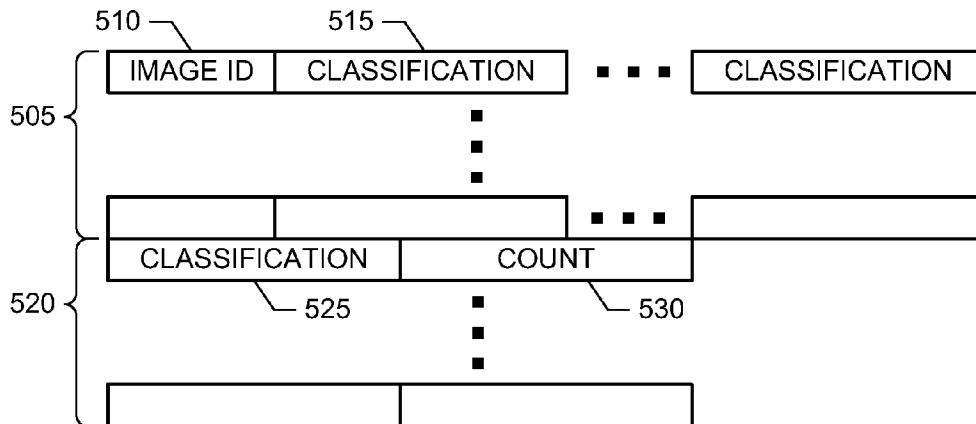 510 515
IMAGE ID CLASSIFICATION CLASSIFICATION
505
CLASSIFICATION COUNT
520 525 530